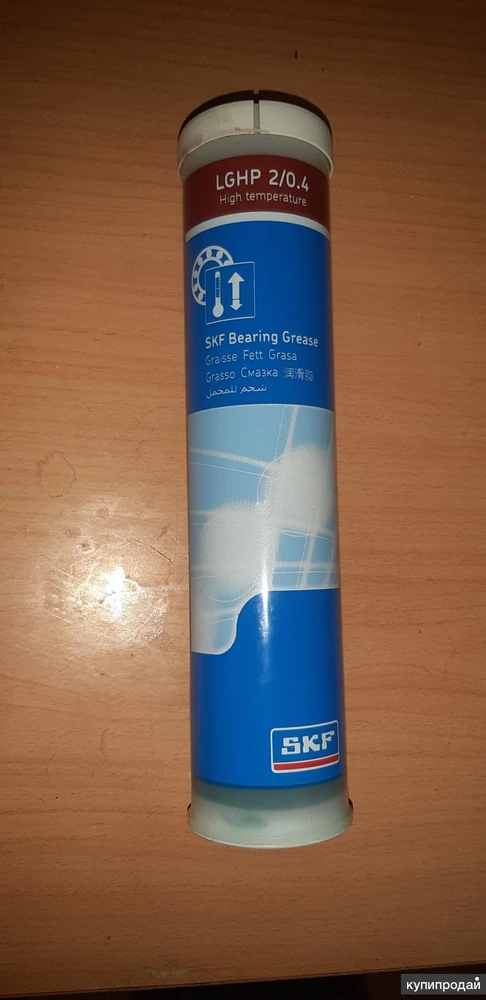 LGHP 2/0.4
High temperature
SKF Bearing Grease
Graisse Fett Grasa
Grasso Смазка 润滑脂
شحم للمحمل
SKF
купипродай